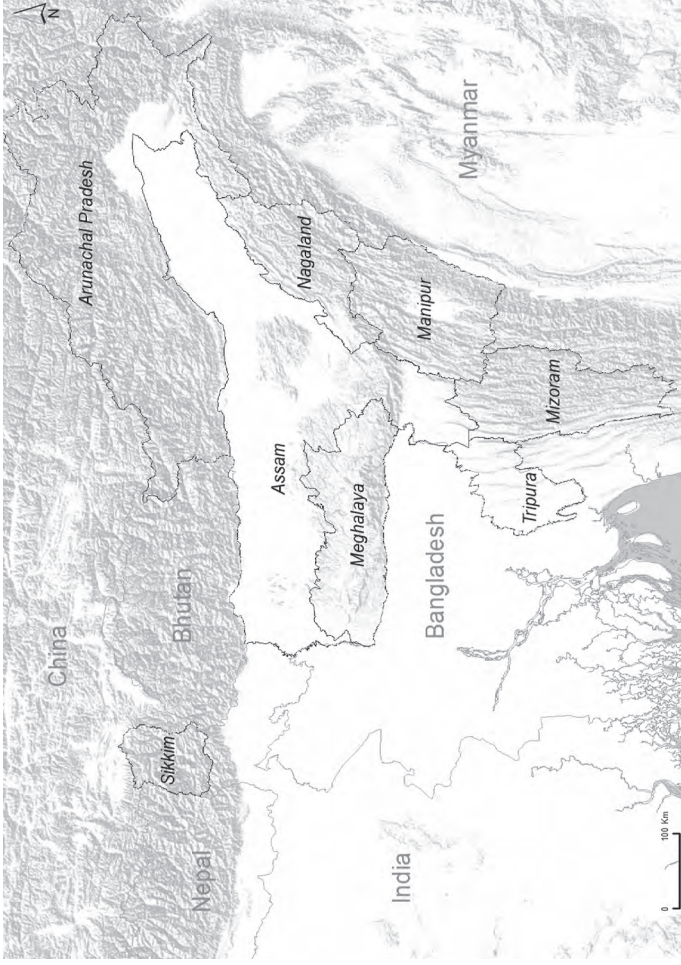 N
China
Arunachal Pradesh
Bhutan
Sikkim
Nepal
Nagaland
Myanmar
Assam
Manipur
Meghalaya
Mizoram
Bangladesh
Tripura
India
0 100 Km